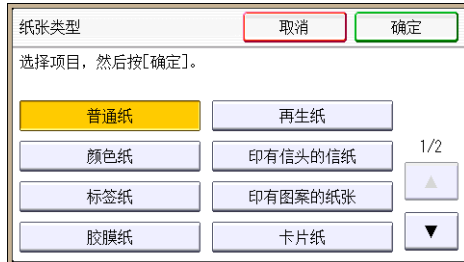 纸张类型
取消
确定
选择项目，然后按[确定]。
普通纸
再生纸
颜色纸
印有信头的信纸
1/2
标签纸
印有图案的纸张
胶膜纸
卡片纸